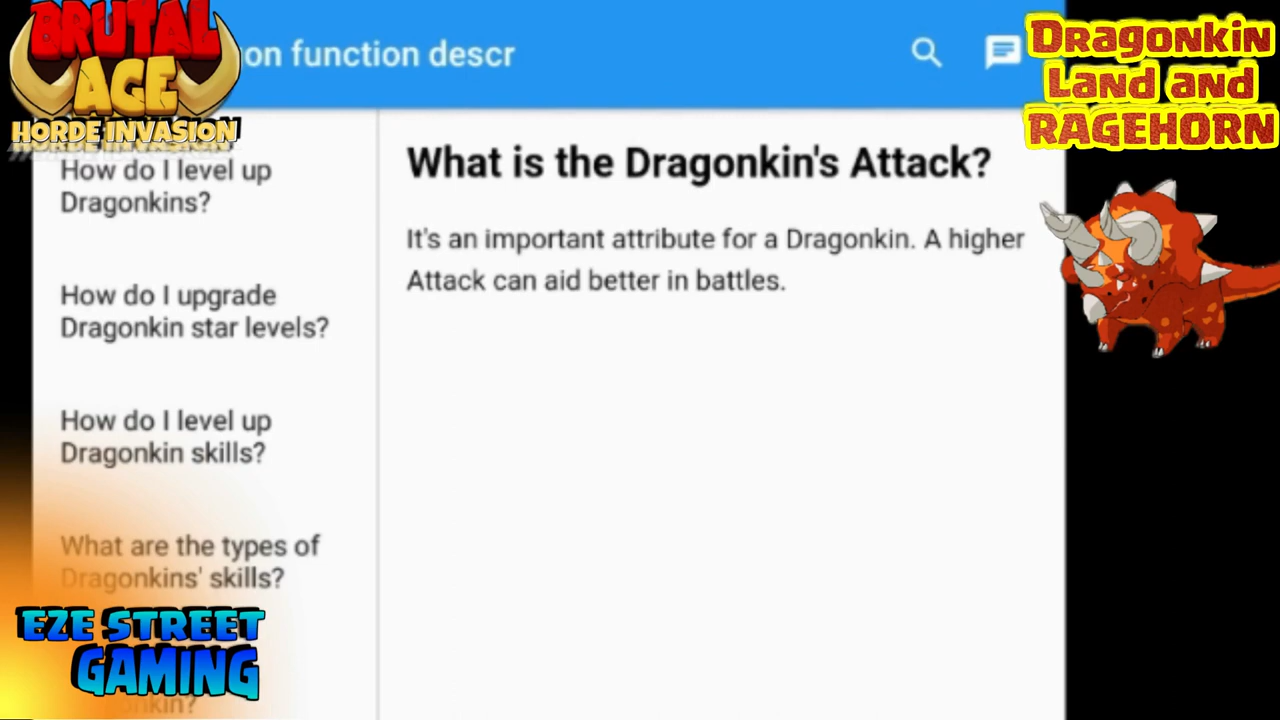 BRUTAL
AGE
HORDE INVASION
on function descr
Dragonkin
Land and
RAGEHORN
How do I level up
Dragonkins?
How do I upgrade
Dragonkin star levels?
How do I level up
Dragonkin skills?
What are the types of
Dragonkins' skills?
What is the Dragonkin's Attack?
It's an important attribute for a Dragonkin. A higher
Attack can aid better in battles.
EZE STREET
GAMING